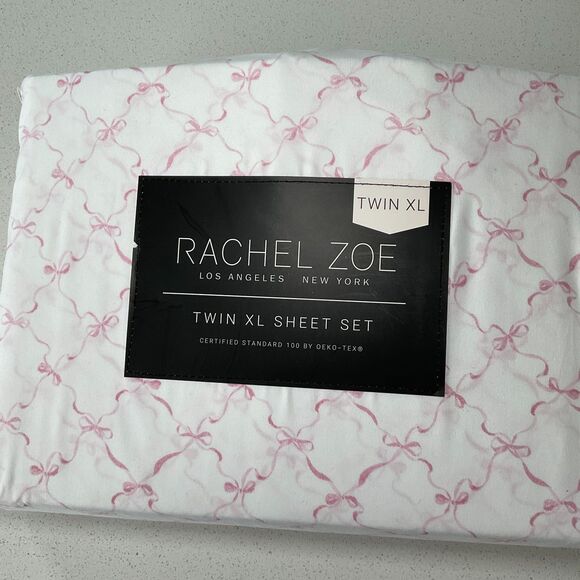 TWIN XL
RACHEL ZOE
LOS ANGELES NEW YORK
TWIN XL SHEET SET
CERTIFIED STANDARD 100 BY OEKO-TEX®